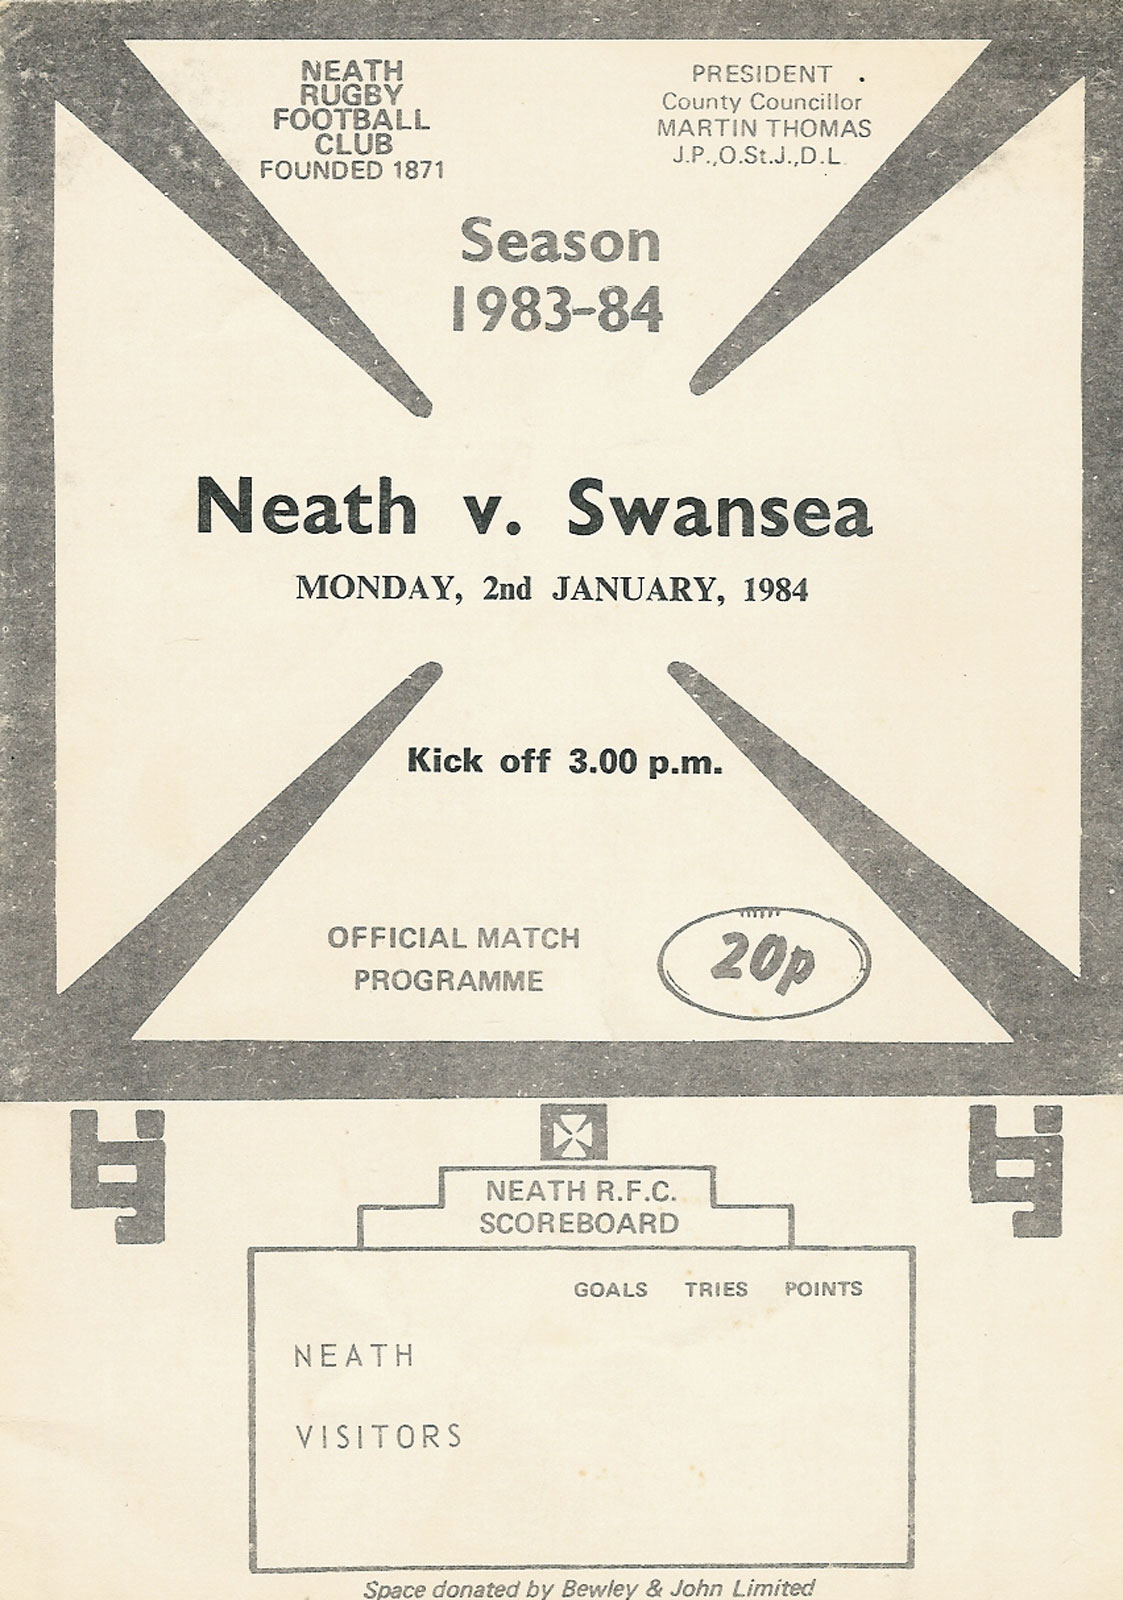 NEATH
RUGBY
FOOTBALL
CLUB
FOUNDED 1871
PRESIDENT
County Councillor
MARTIN THOMAS
J.P.,O.St.J.,D.L.
Season
1983-84
Neath v. Swansea
MONDAY, 2nd JANUARY, 1984
Kick off 3.00 p.m.
OFFICIAL MATCH
PROGRAMME
20p
NEATH R.F.C.
SCOREBOARD
GOALS TRIES POINTS
NEATH
VISITORS
Space donated by Bewley & John Limited